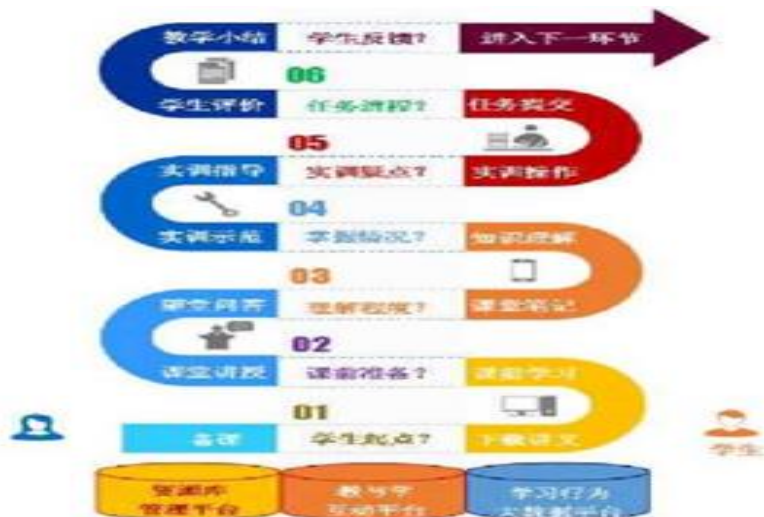 教学小结 学生反馈? 进入下一环节
06
学生评价 任务进程? 任务提交
05
实训指导 实训疑点? 实训操作
04
实训示范 掌握情况? 知识理解
03
随堂问答 理解程度? 课堂笔记
02
课堂讲授 课前准备? 课前学习
01
备课 学生起点? 下载讲义
学生
资源库 教与学 学习行为
管理平台 互动平台 大数据平台